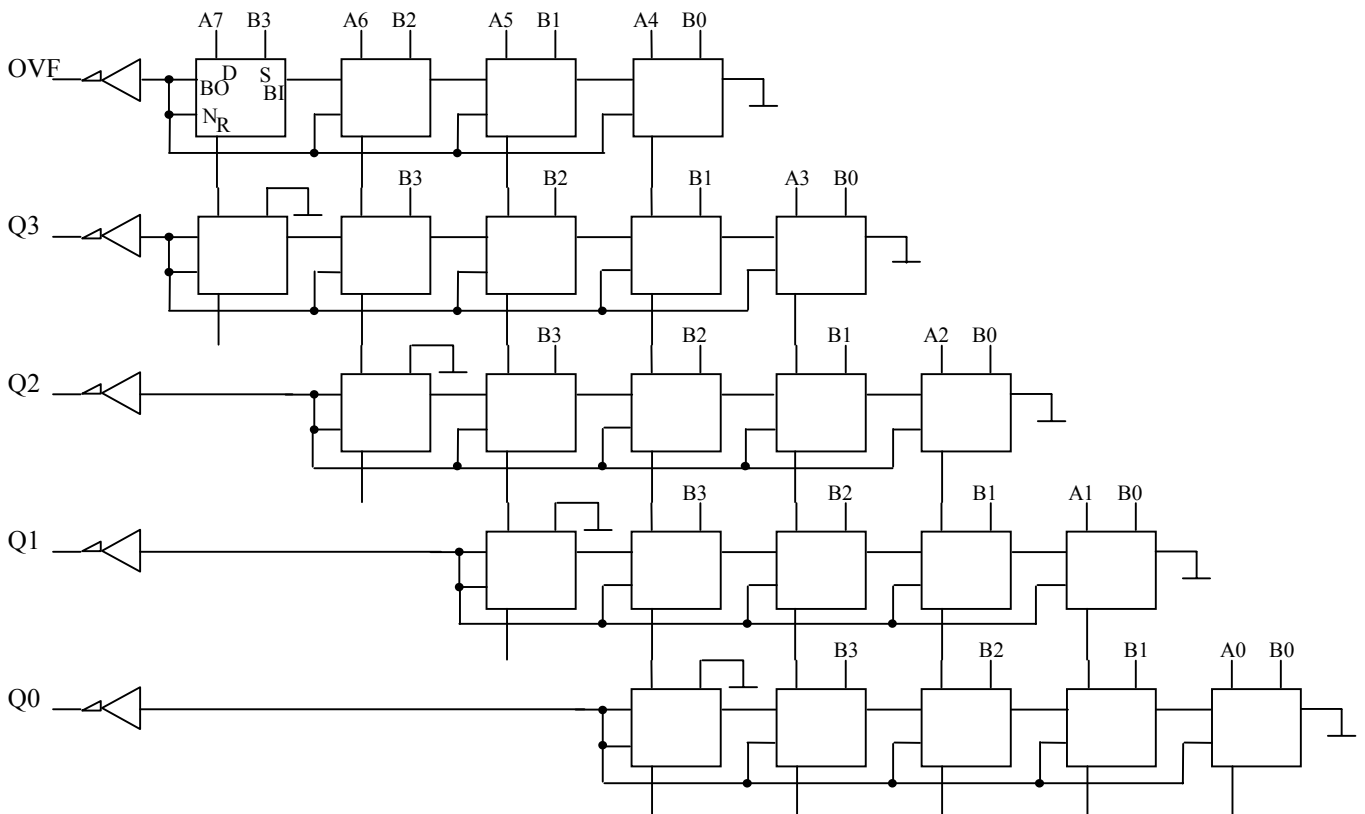 A7 B3 A6 B2 A5 B1 A4 B0
OVF
D S
BO BI
NR
B3 B2 B1 A3 B0
Q3
B3 B2 B1 A2 B0
Q2
B3 B2 B1 A1 B0
Q1
B3 B2 B1 A0 B0
Q0